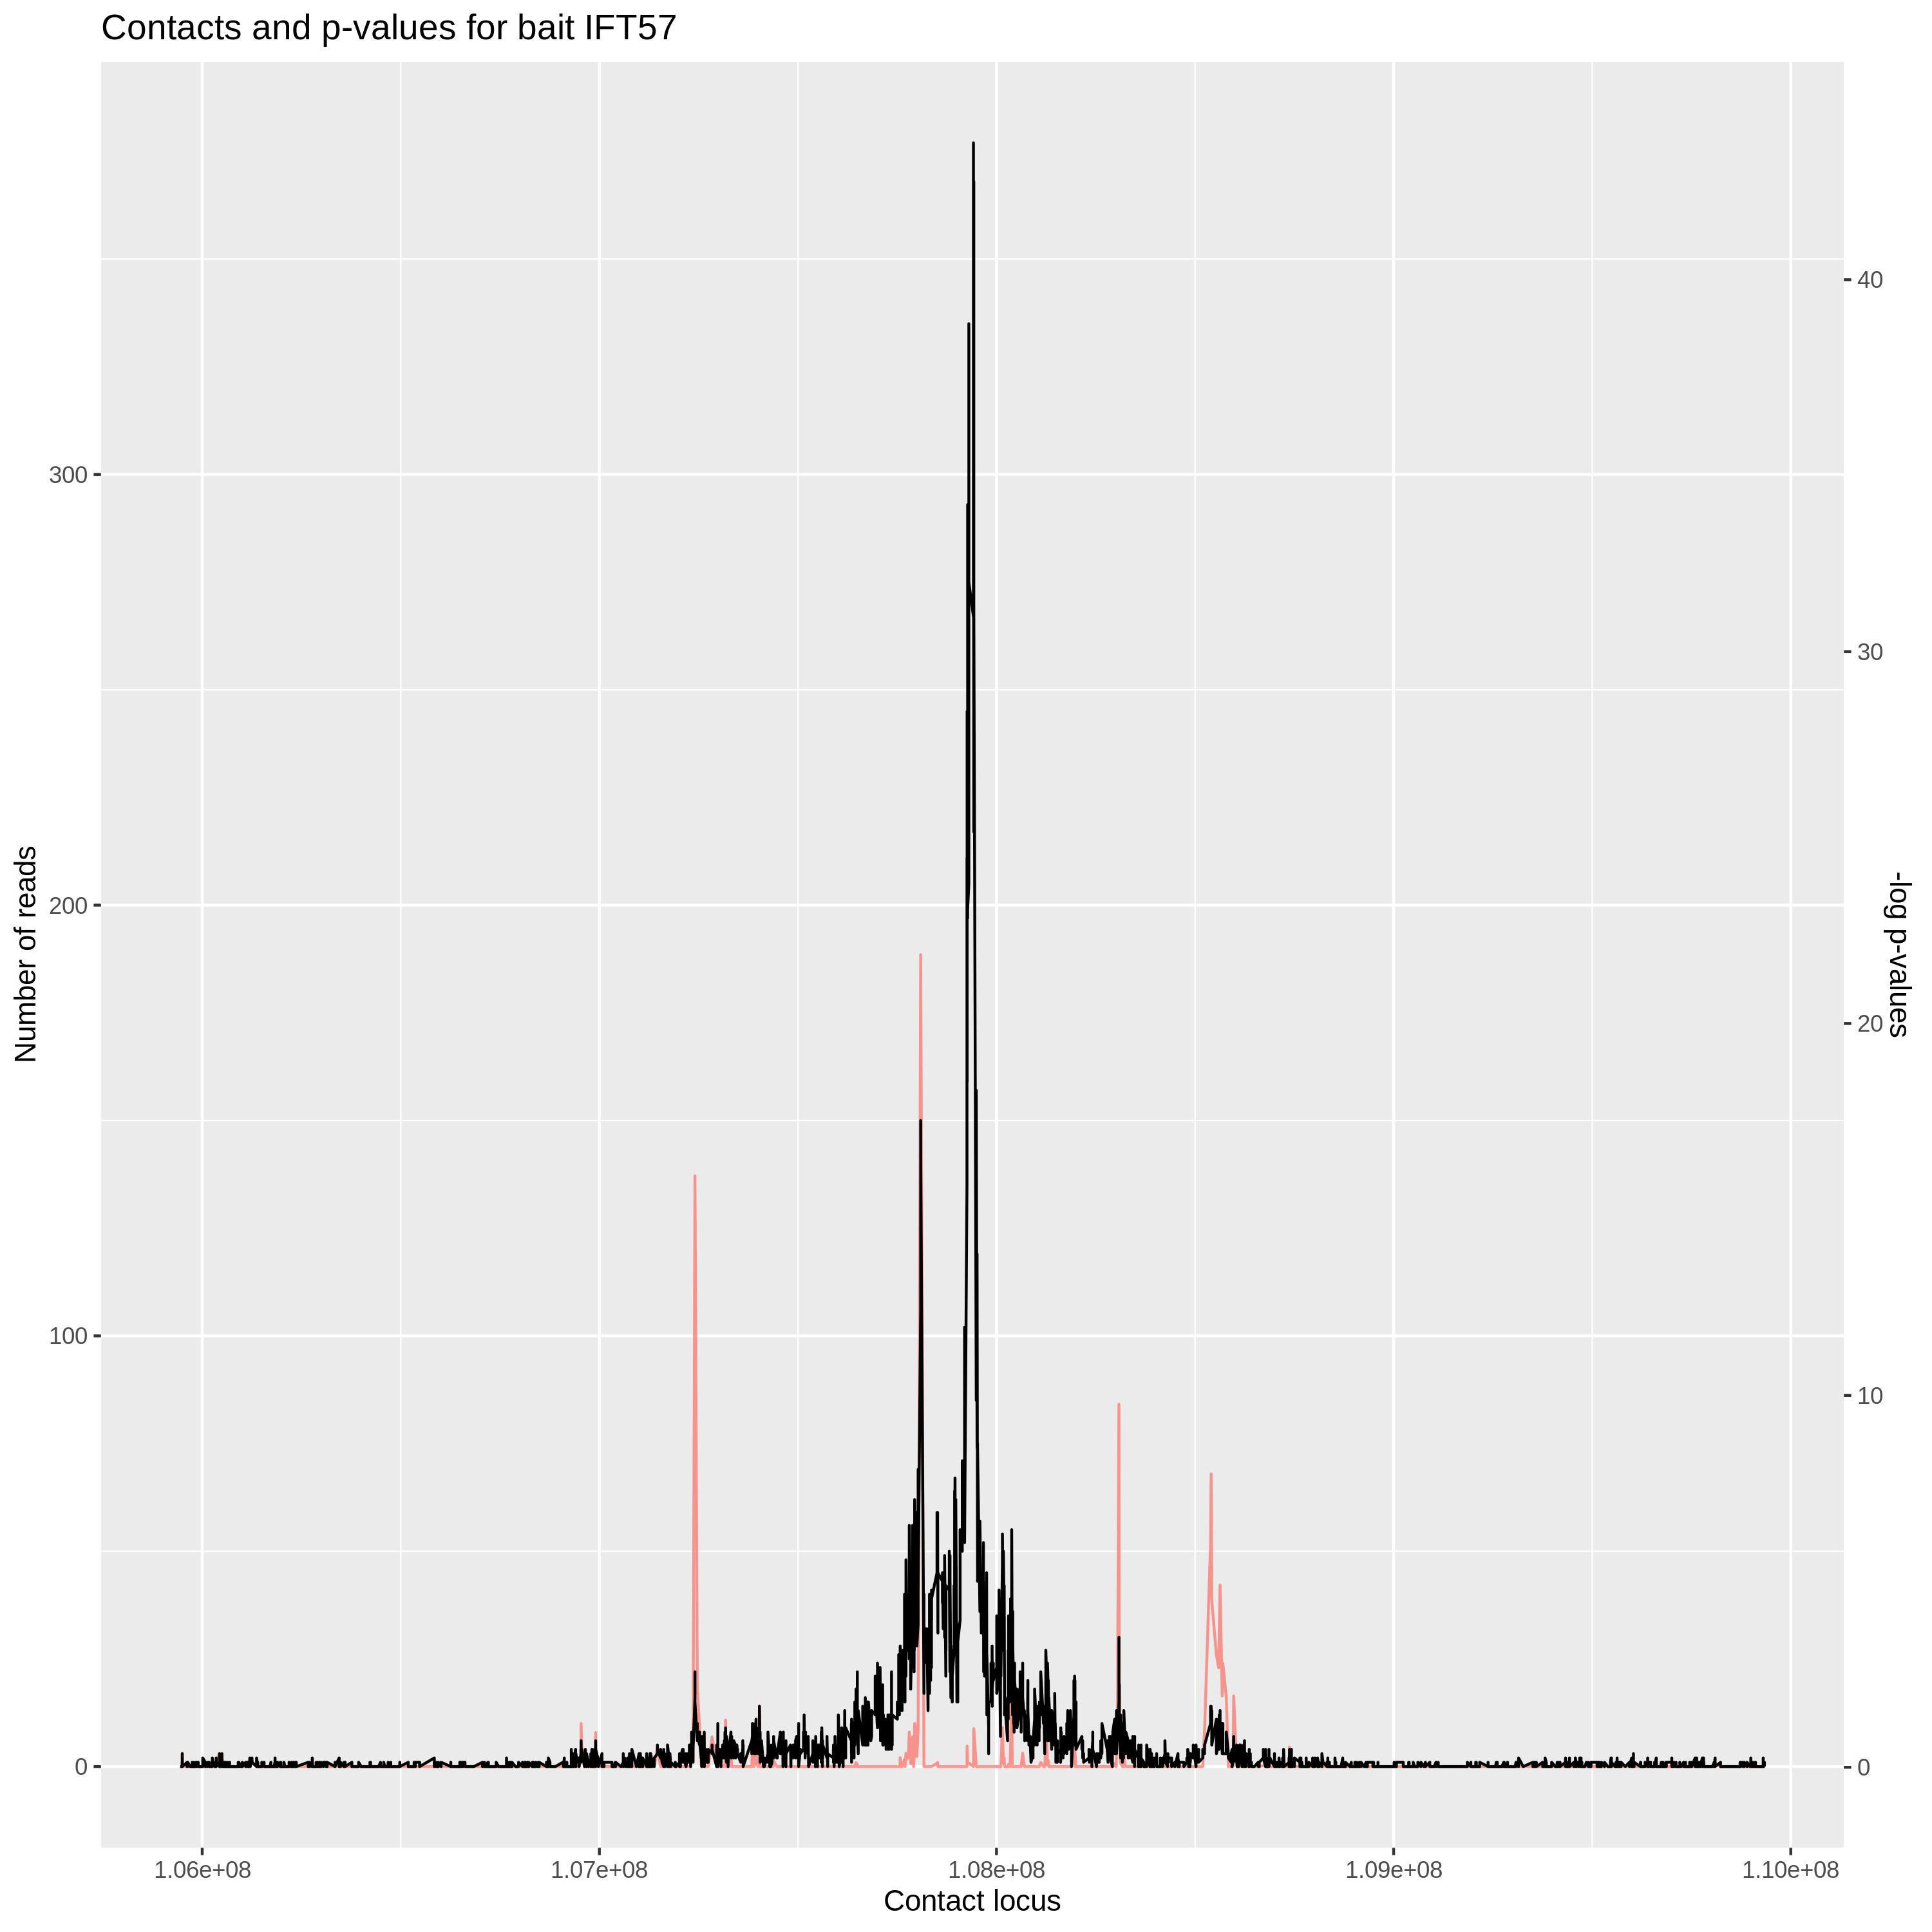 Contacts and p-values for bait IFT57
Number of reads
300
200
100
0
40
30
20
10
0
-log p-values
1.06e+08
1.07e+08
1.08e+08
1.09e+08
1.10e+08
Contact locus